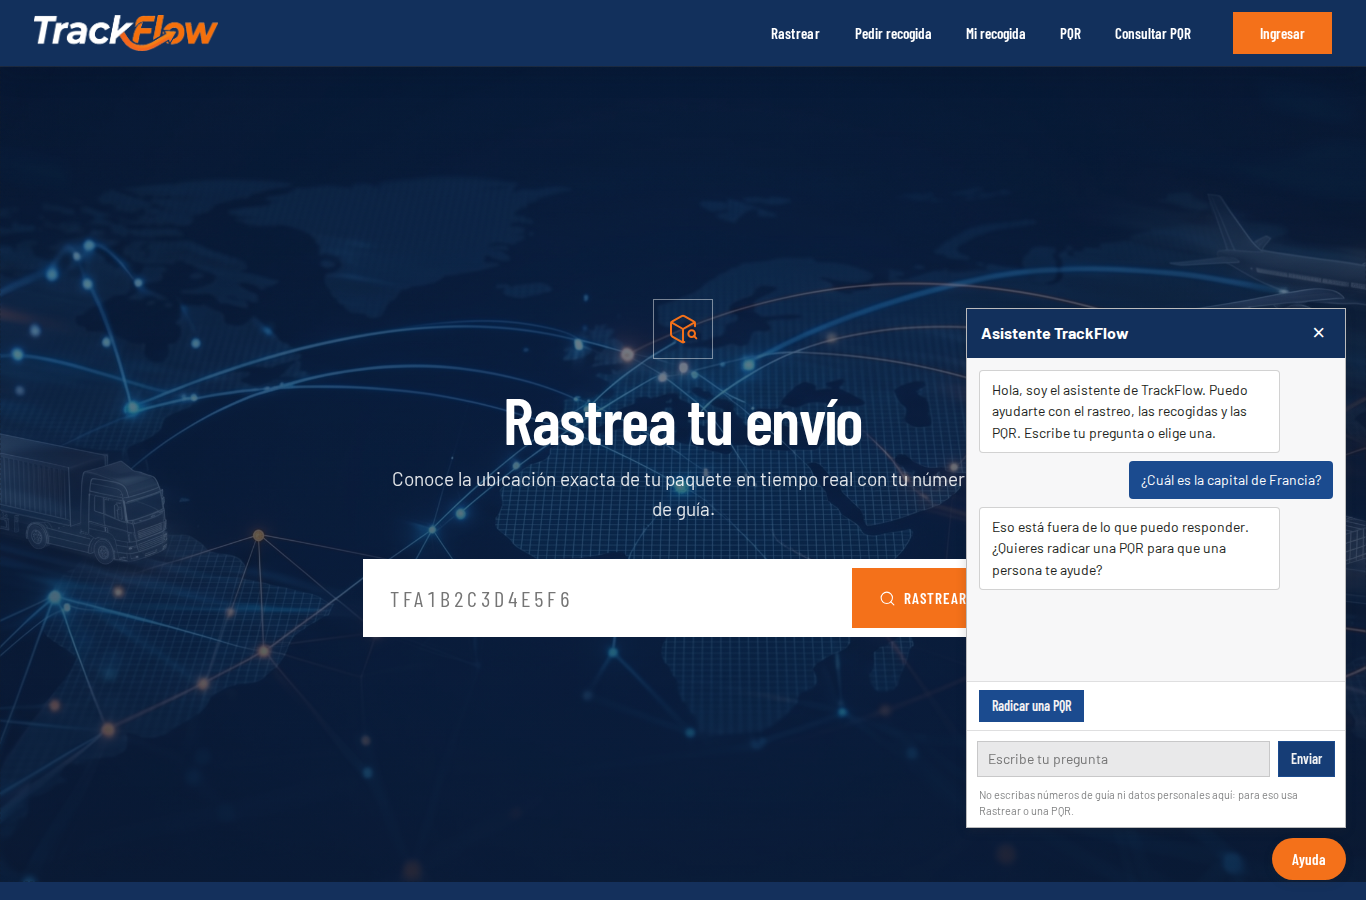 TrackFlow
Rastrear
Pedir recogida
Mi recogida
PQR
Consultar PQR
Ingresar
Rastrea tu envío
Conoce la ubicación exacta de tu paquete en tiempo real con tu númer
de guía.
TFA1B2C3D4E5F6
RASTREAR
Asistente TrackFlow
Hola, soy el asistente de TrackFlow. Puedo
ayudarte con el rastreo, las recogidas y las
PQR. Escribe tu pregunta o elige una.
¿Cuál es la capital de Francia?
Eso está fuera de lo que puedo responder.
¿Quieres radicar una PQR para que una
persona te ayude?
Radicar una PQR
Escribe tu pregunta
Enviar
No escribas números de guía ni datos personales aquí: para eso usa
Rastrear o una PQR.
Ayuda